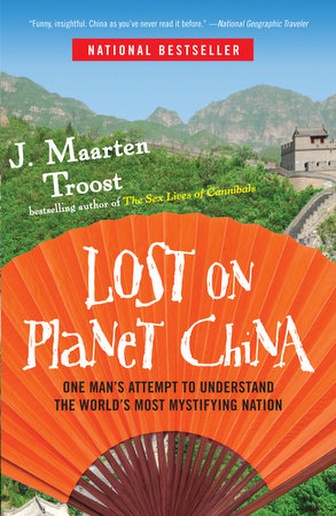 "Funny, insightful. China as you've never read it before." —National Geographic Traveler
NATIONAL BESTSELLER
J. Maarten
Troost
bestselling author of The Sex Lives of Cannibals
LOST ON
PLaNeT CHiNA
ONE MAN'S ATTEMPT TO UNDERSTAND
THE WORLD'S MOST MYSTIFYING NATION